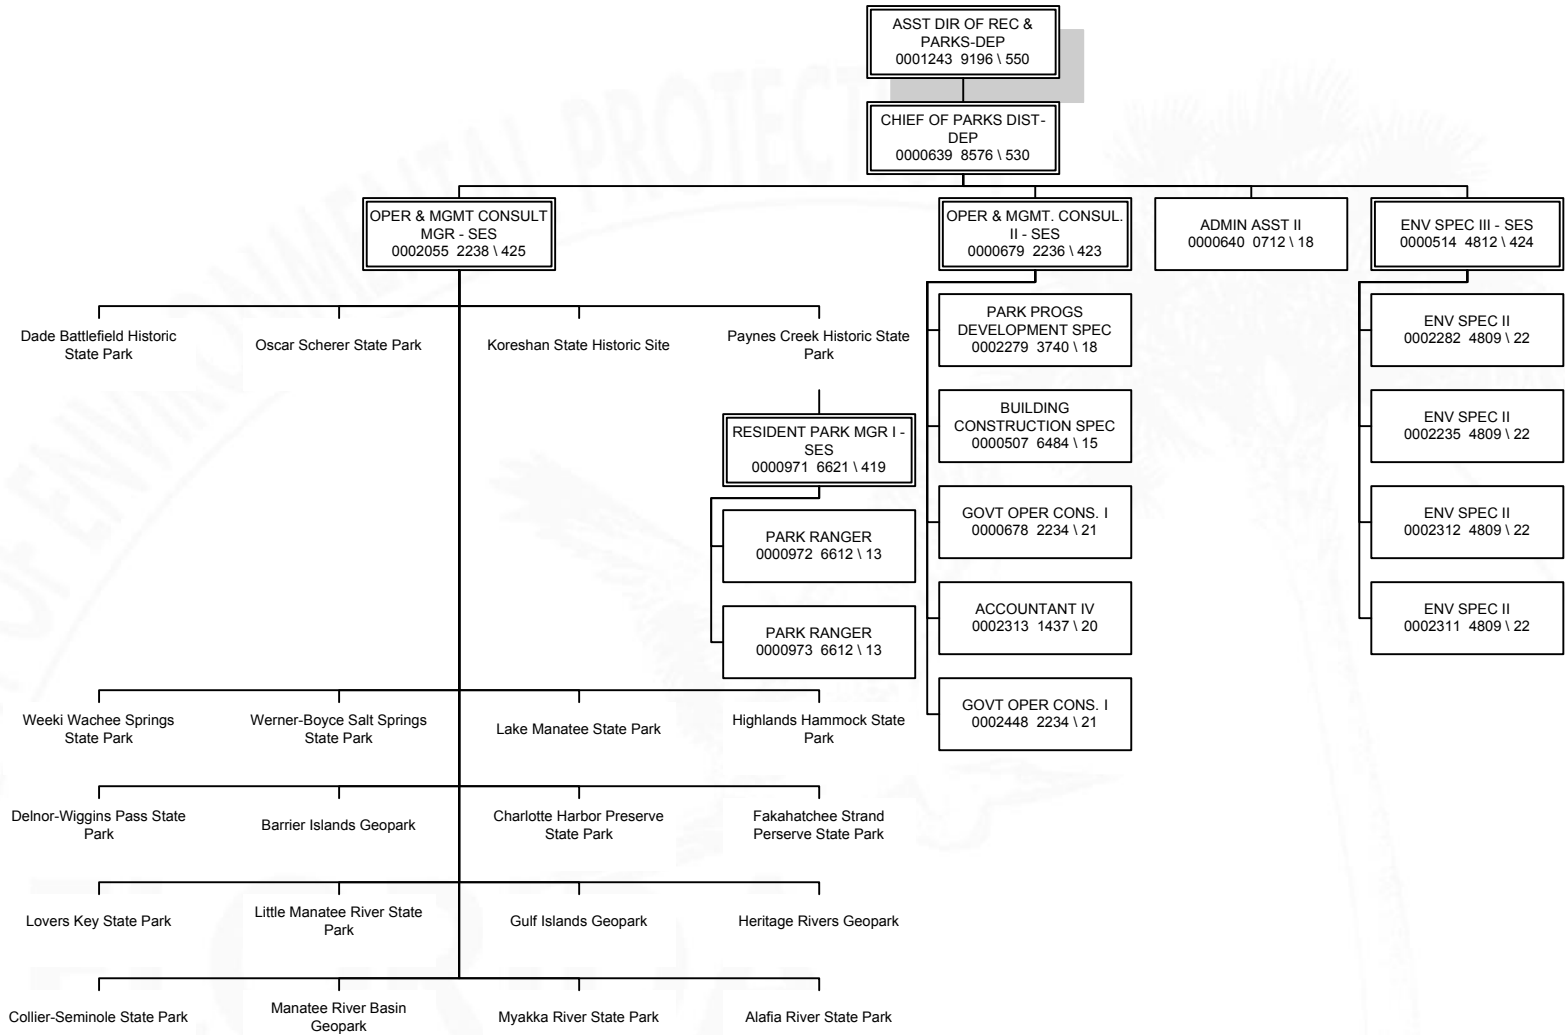 ASST DIR OF REC &
PARKS-DEP
0001243 9196 \ 550
CHIEF OF PARKS DIST-
DEP
0000639 8576 \ 530
OPER & MGMT CONSULT
MGR - SES
0002055 2238 \ 425
OPER & MGMT. CONSUL.
II - SES
0000679 2236 \ 423
ADMIN ASST II
0000640 0712 \ 18
ENV SPEC III - SES
0000514 4812 \ 424
Dade Battlefield Historic
State Park
Oscar Scherer State Park
Koreshan State Historic Site
Paynes Creek Historic State
Park
RESIDENT PARK MGR I -
SES
0000971 6621 \ 419
PARK RANGER
0000972 6612 \ 13
PARK RANGER
0000973 6612 \ 13
PARK PROGS
DEVELOPMENT SPEC
0002279 3740 \ 18
BUILDING
CONSTRUCTION SPEC
0000507 6484 \ 15
GOVT OPER CONS. I
0000678 2234 \ 21
ACCOUNTANT IV
0002313 1437 \ 20
GOVT OPER CONS. I
0002448 2234 \ 21
ENV SPEC II
0002282 4809 \ 22
ENV SPEC II
0002235 4809 \ 22
ENV SPEC II
0002312 4809 \ 22
ENV SPEC II
0002311 4809 \ 22
Weeki Wachee Springs
State Park
Werner-Boyce Salt Springs
State Park
Lake Manatee State Park
Highlands Hammock State
Park
Delnor-Wiggins Pass State
Park
Barrier Islands Geopark
Charlotte Harbor Preserve
State Park
Fakahatchee Strand
Perserve State Park
Lovers Key State Park
Little Manatee River State
Park
Gulf Islands Geopark
Heritage Rivers Geopark
Collier-Seminole State Park
Manatee River Basin
Geopark
Myakka River State Park
Alafia River State Park
OF ENVIRONMENTAL